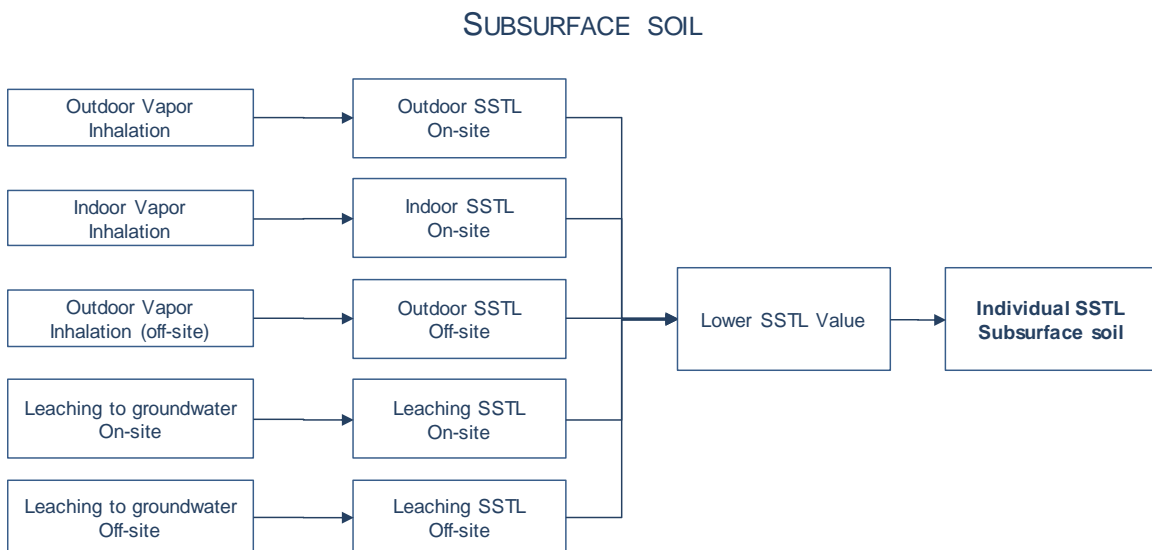 SUBSURFACE SOIL
Outdoor Vapor
Inhalation
Outdoor SSTL
On-site
Indoor Vapor
Inhalation
Indoor SSTL
On-site
Outdoor Vapor
Inhalation (off-site)
Outdoor SSTL
Off-site
Lower SSTL Value
Individual SSTL
Subsurface soil
Leaching to groundwater
On-site
Leaching SSTL
On-site
Leaching to groundwater
Off-site
Leaching SSTL
Off-site